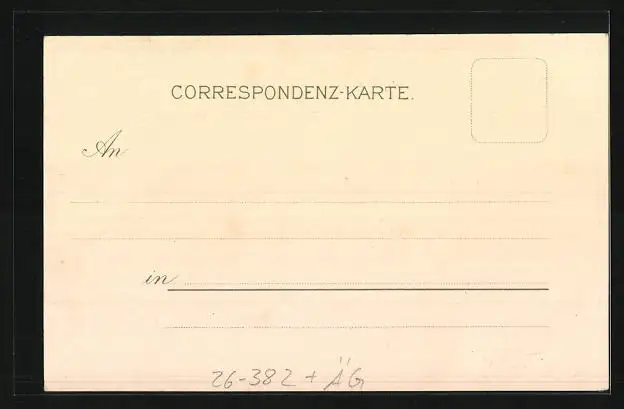 CORRESPONDENZ-KARTE.
An
in
26-382 + ÄG